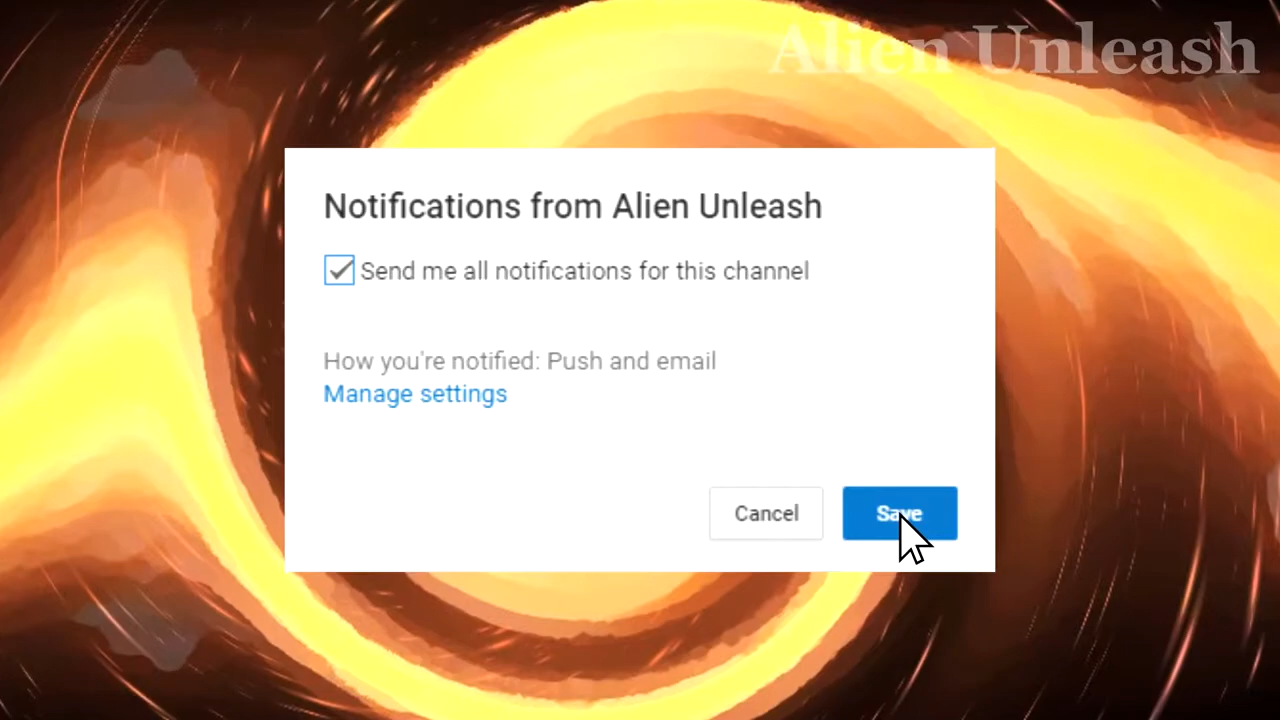 Alien Unleash
Notifications from Alien Unleash
Send me all notifications for this channel
How you're notified: Push and email
Manage settings
Cancel
Save